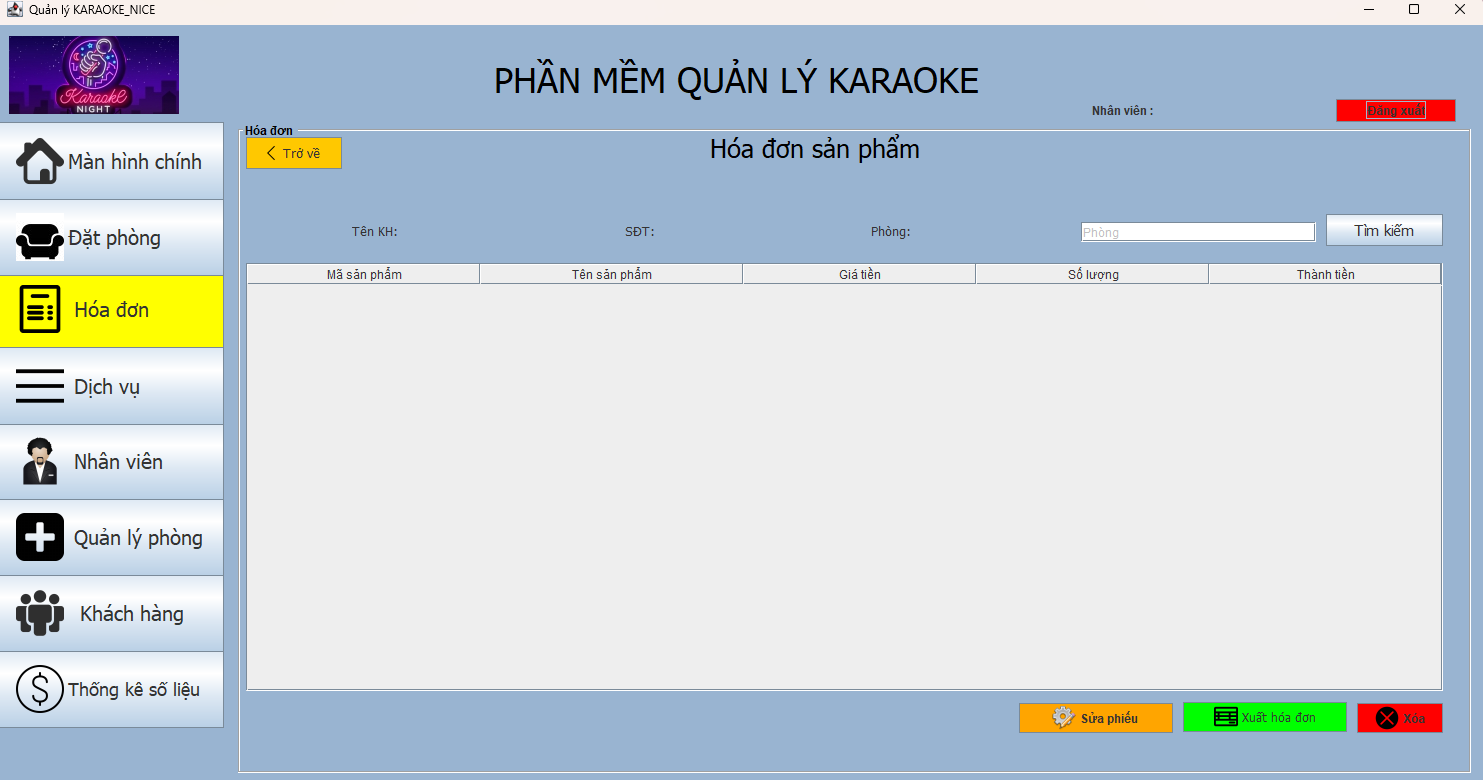 Quản lý KARAOKE_NICE
Karaoke
NIGHT
PHẦN MỀM QUẢN LÝ KARAOKE
Nhân viên :
Đăng xuất
Màn hình chính
Đặt phòng
Hóa đơn
Dịch vụ
Nhân viên
Quản lý phòng
Khách hàng
Thống kê số liệu
Hóa đơn
Trở về
Hóa đơn sản phẩm
Tên KH: SĐT: Phòng: Phòng Tìm kiếm
Mã sản phẩm Tên sản phẩm Giá tiền Số lượng Thành tiền
Sửa phiếu Xuất hóa đơn Xóa